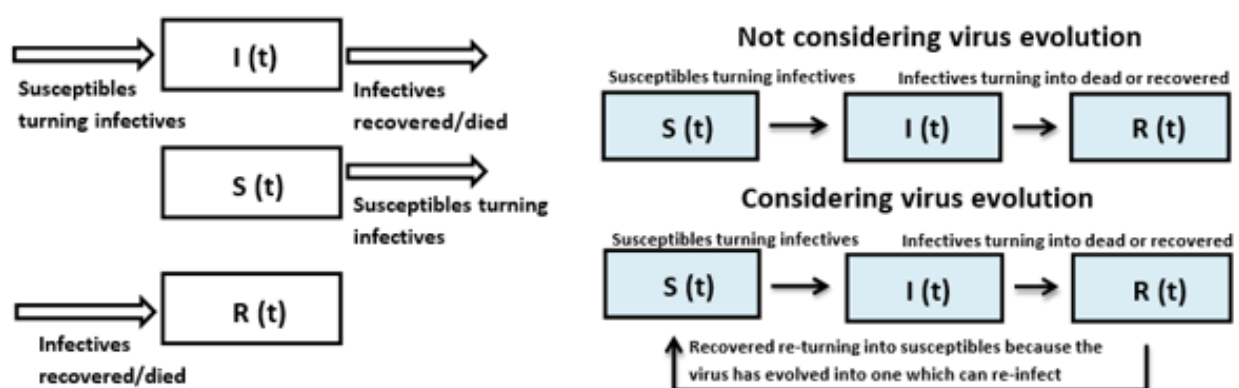 I (t)
Susceptibles
turning infectives
Infectives
recovered/died
S (t)
Susceptibles turning
infectives
R (t)
Infectives
recovered/died
Not considering virus evolution
Susceptibles turning infectives
Infectives turning into dead or recovered
S (t)
I (t)
R (t)
Considering virus evolution
Susceptibles turning infectives
Infectives turning into dead or recovered
S (t)
I (t)
R (t)
Recovered re-turning into susceptibles because the
virus has evolved into one which can re-infect